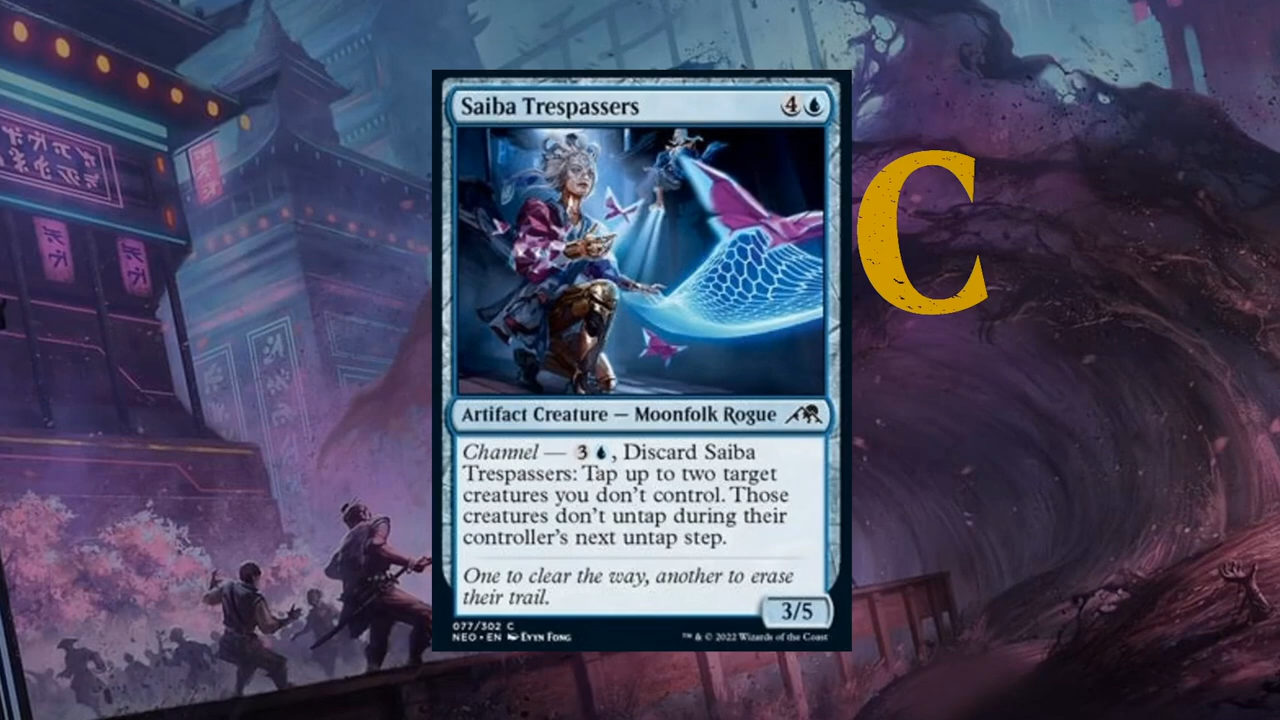 Saiba Trespassers 4
C
Artifact Creature — Moonfolk Rogue
Channel — 3 , Discard Saiba
Trespassers: Tap up to two target
creatures you don't control. Those
creatures don't untap during their
controller's next untap step.
One to clear the way, another to erase
their trail.
3/5
077/302 C
NEO • EN Evyn Fong
™ & © 2022 Wizards of the Coast